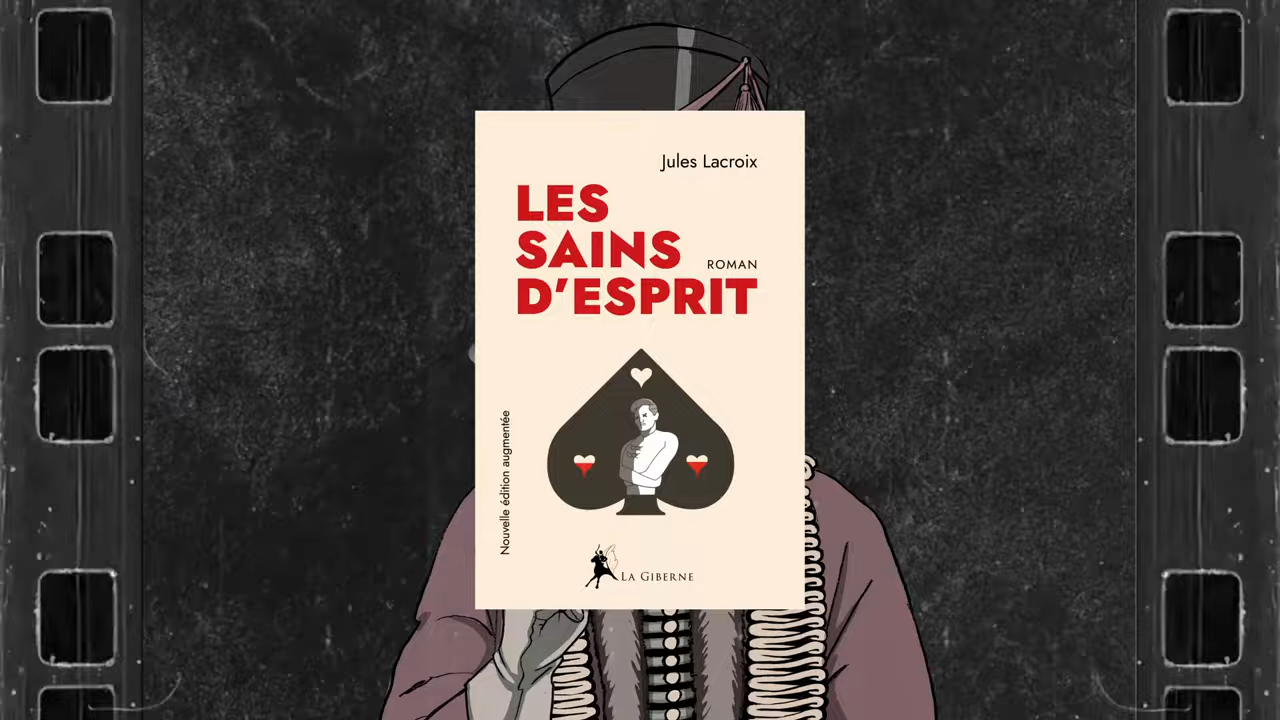 Jules Lacroix
LES
SAINS
ROMAN
D'ESPRIT
Nouvelle édition augmentée
LA GIBERNE